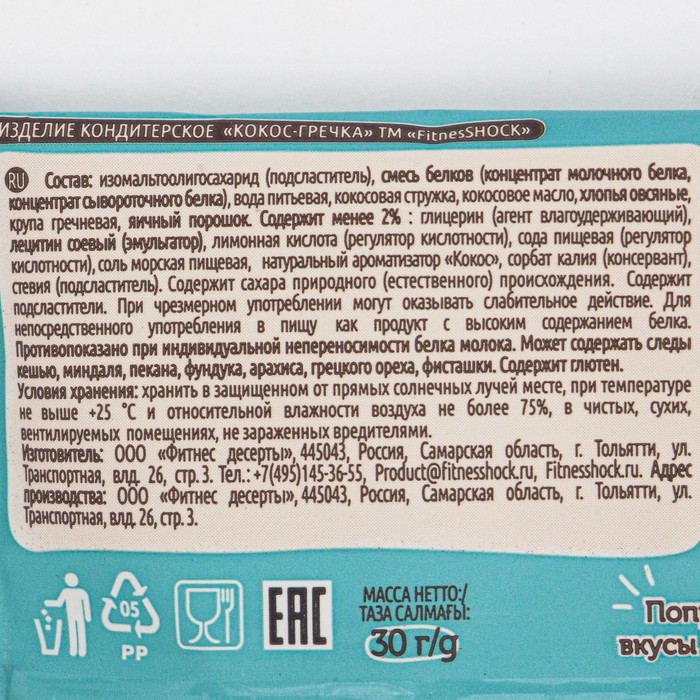 ИЗДЕЛИЕ КОНДИТЕРСКОЕ «КОКОС-ГРЕЧКА» ТМ «FitnesSHOCK»
RU Состав: изомальтоолигосахарид (подсластитель), смесь белков (концентрат молочного белка,
концентрат сывороточного белка), вода питьевая, кокосовая стружка, кокосовое масло, хлопья овсяные,
крупа гречневая, яичный порошок. Содержит менее 2% : глицерин (агент влагоудерживающий),
лецитин соевый (эмульгатор), лимонная кислота (регулятор кислотности), сода пищевая (регулятор
кислотности), соль морская пищевая, натуральный ароматизатор «Кокос», сорбат калия (консервант),
стевия (подсластитель). Содержит сахара природного (естественного) происхождения. Содержит
подсластители. При чрезмерном употреблении могут оказывать слабительное действие. Для
непосредственного употребления в пищу как продукт с высоким содержанием белка.
Противопоказано при индивидуальной непереносимости белка молока. Может содержать следы
кешью, миндаля, пекана, фундука, арахиса, грецкого ореха, фисташки. Содержит глютен.
Условия хранения: хранить в защищенном от прямых солнечных лучей месте, при температуре
не выше +25 °C и относительной влажности воздуха не более 75%, в чистых, сухих,
вентилируемых помещениях, не зараженных вредителями.
Изготовитель: ООО «Фитнес десерты», 445043, Россия, Самарская область, г. Тольятти, ул.
Транспортная, влд. 26, стр. 3. Тел.: +7(495)145-36-55, Product@fitnesshock.ru, Fitnesshock.ru. Адрес
производства: ООО «Фитнес десерты», 445043, Россия, Самарская область, г. Тольятти, ул.
Транспортная, влд. 26, стр. 3.
05
PP
EAC
МАССА НЕТТО:/
ТАЗА САЛМАҒЫ:
30 г/g
вкусы